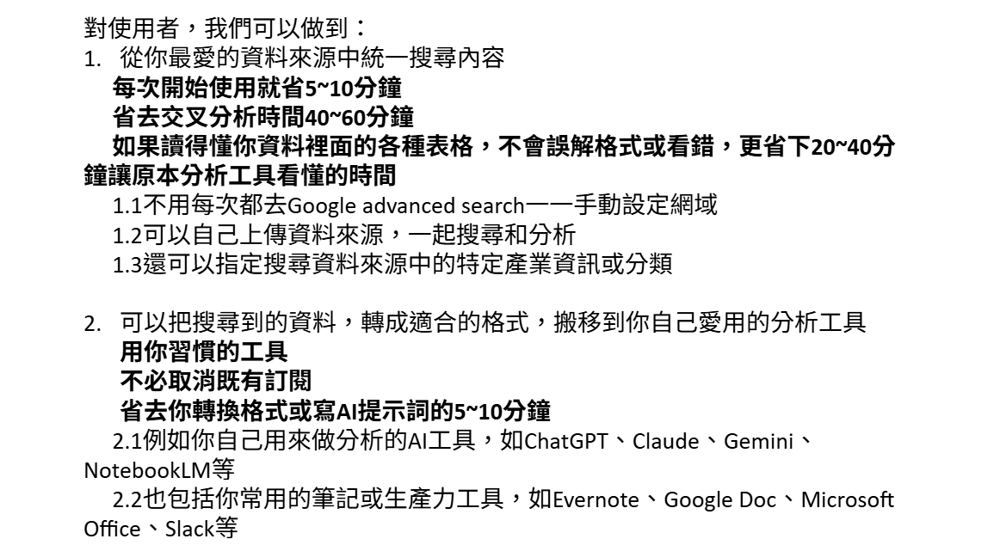 對使用者，我們可以做到：
1. 從你最愛的資料來源中統一搜尋內容
每次開始使用就省5~10分鐘
省去交叉分析時間40~60分鐘
如果讀得懂你資料裡面的各種表格，不會誤解格式或看錯，更省下20~40分
鐘讓原本分析工具看懂的時間
1.1不用每次都去Google advanced search——手動設定網域
1.2可以自己上傳資料來源，一起搜尋和分析
1.3還可以指定搜尋資料來源中的特定產業資訊或分類
2. 可以把搜尋到的資料，轉成適合的格式，搬移到你自己愛用的分析工具
用你習慣的工具
不必取消既有訂閱
省去你轉換格式或寫AI提示詞的5~10分鐘
2.1例如你自己用來做分析的AI工具，如ChatGPT、Claude、Gemini、
NotebookLM等
2.2也包括你常用的筆記或生產力工具，如Evernote、Google Doc、Microsoft
Office、Slack等